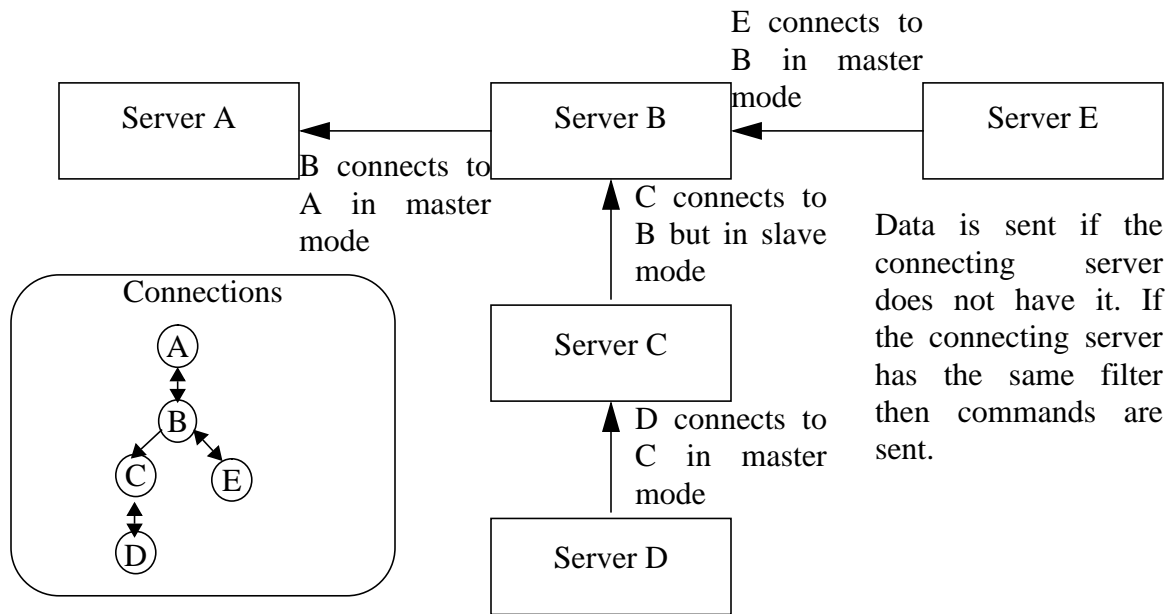 E connects to
B in master
mode
Server A
Server B
Server E
B connects to
A in master
mode
C connects to
B but in slave
mode
Data is sent if the
connecting server
does not have it. If
the connecting server
has the same filter
then commands are
sent.
Connections
A
B
C
E
D
Server C
D connects to
C in master
mode
Server D